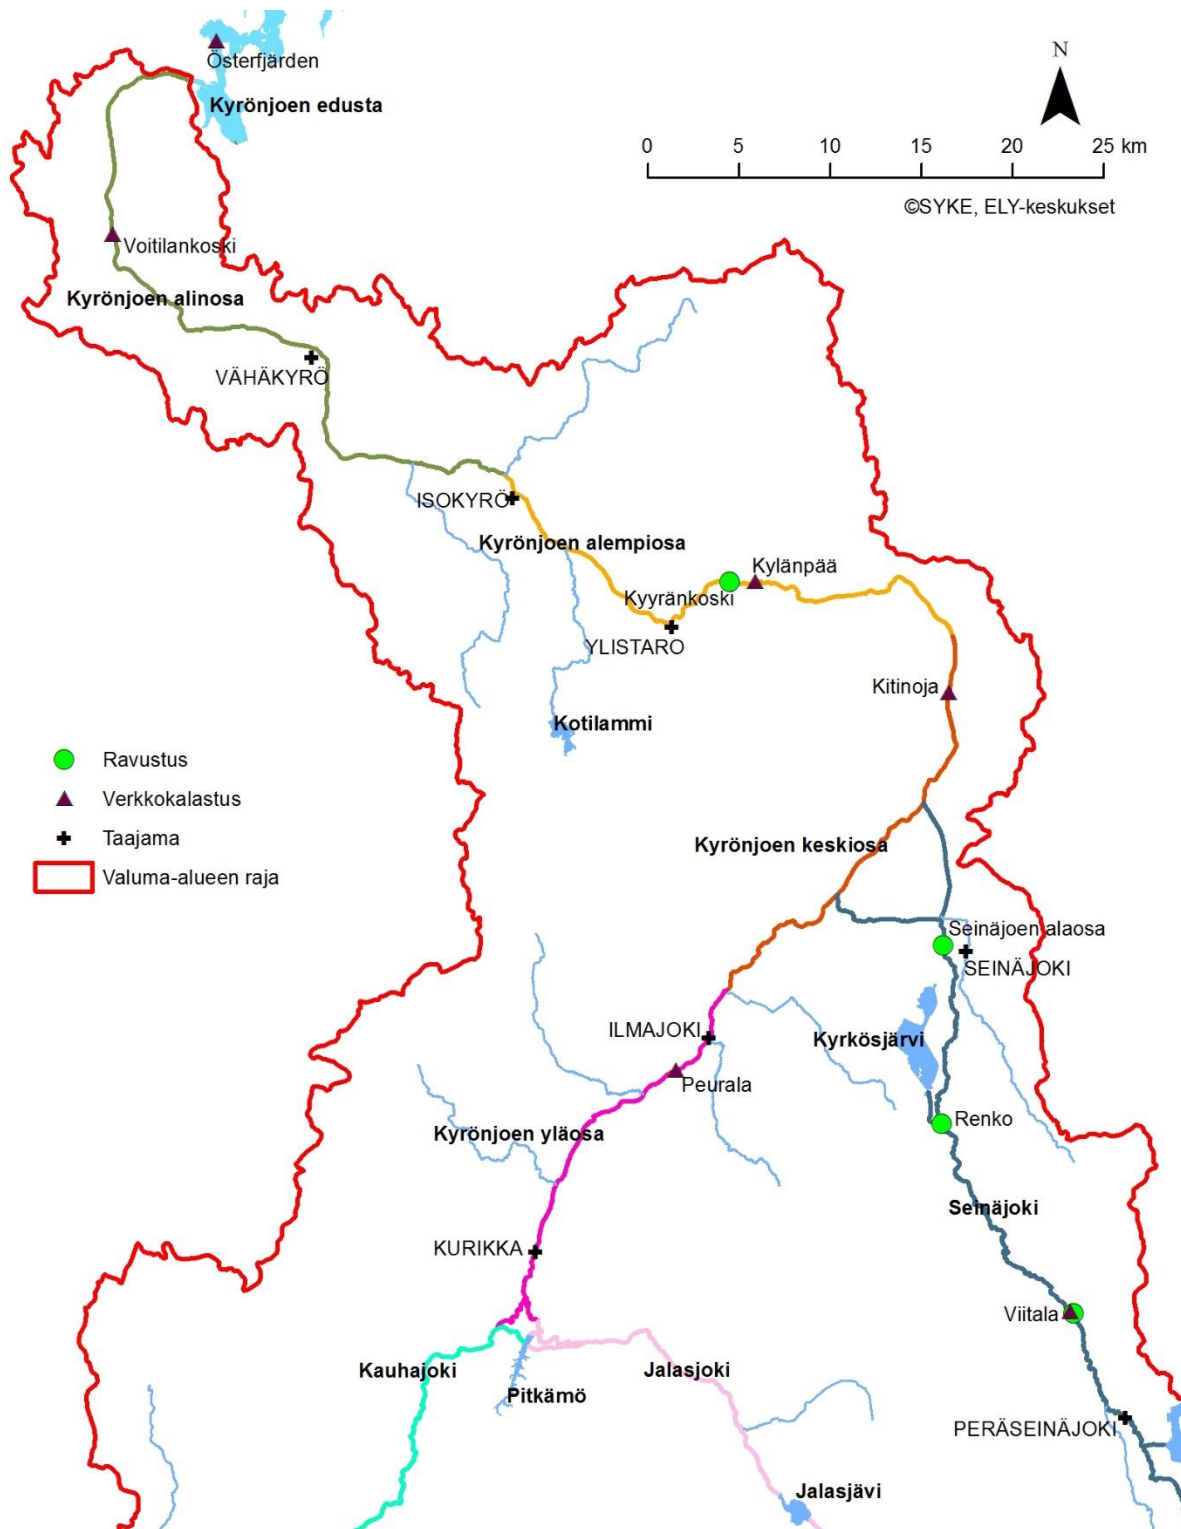 Österfjärden
Kyrönjoen edusta
N
0 5 10 15 20 25 km
©SYKE, ELY-keskukset
Voitilankoski
Kyrönjoen alinosa
VÄHÄKYRÖ
ISOKYRÖ
Kyrönjoen alempiosa
Kylänpää
Kyyränkoski
YLISTARO
Kitinoja
Kotilammi
Ravustus
Verkkokalastus
Taajama
Valuma-alueen raja
Kyrönjoen keskiosa
Seinäjoen alaosa
SEINÄJOKI
ILMAJOKI
Kyrkösjärvi
Peurala
Renko
Kyrönjoen yläosa
Seinäjoki
KURIKKA
Viitala
Kauhajoki
Jalasjoki
Pitkämö
PERÄSEINÄJOKI
Jalasjävi